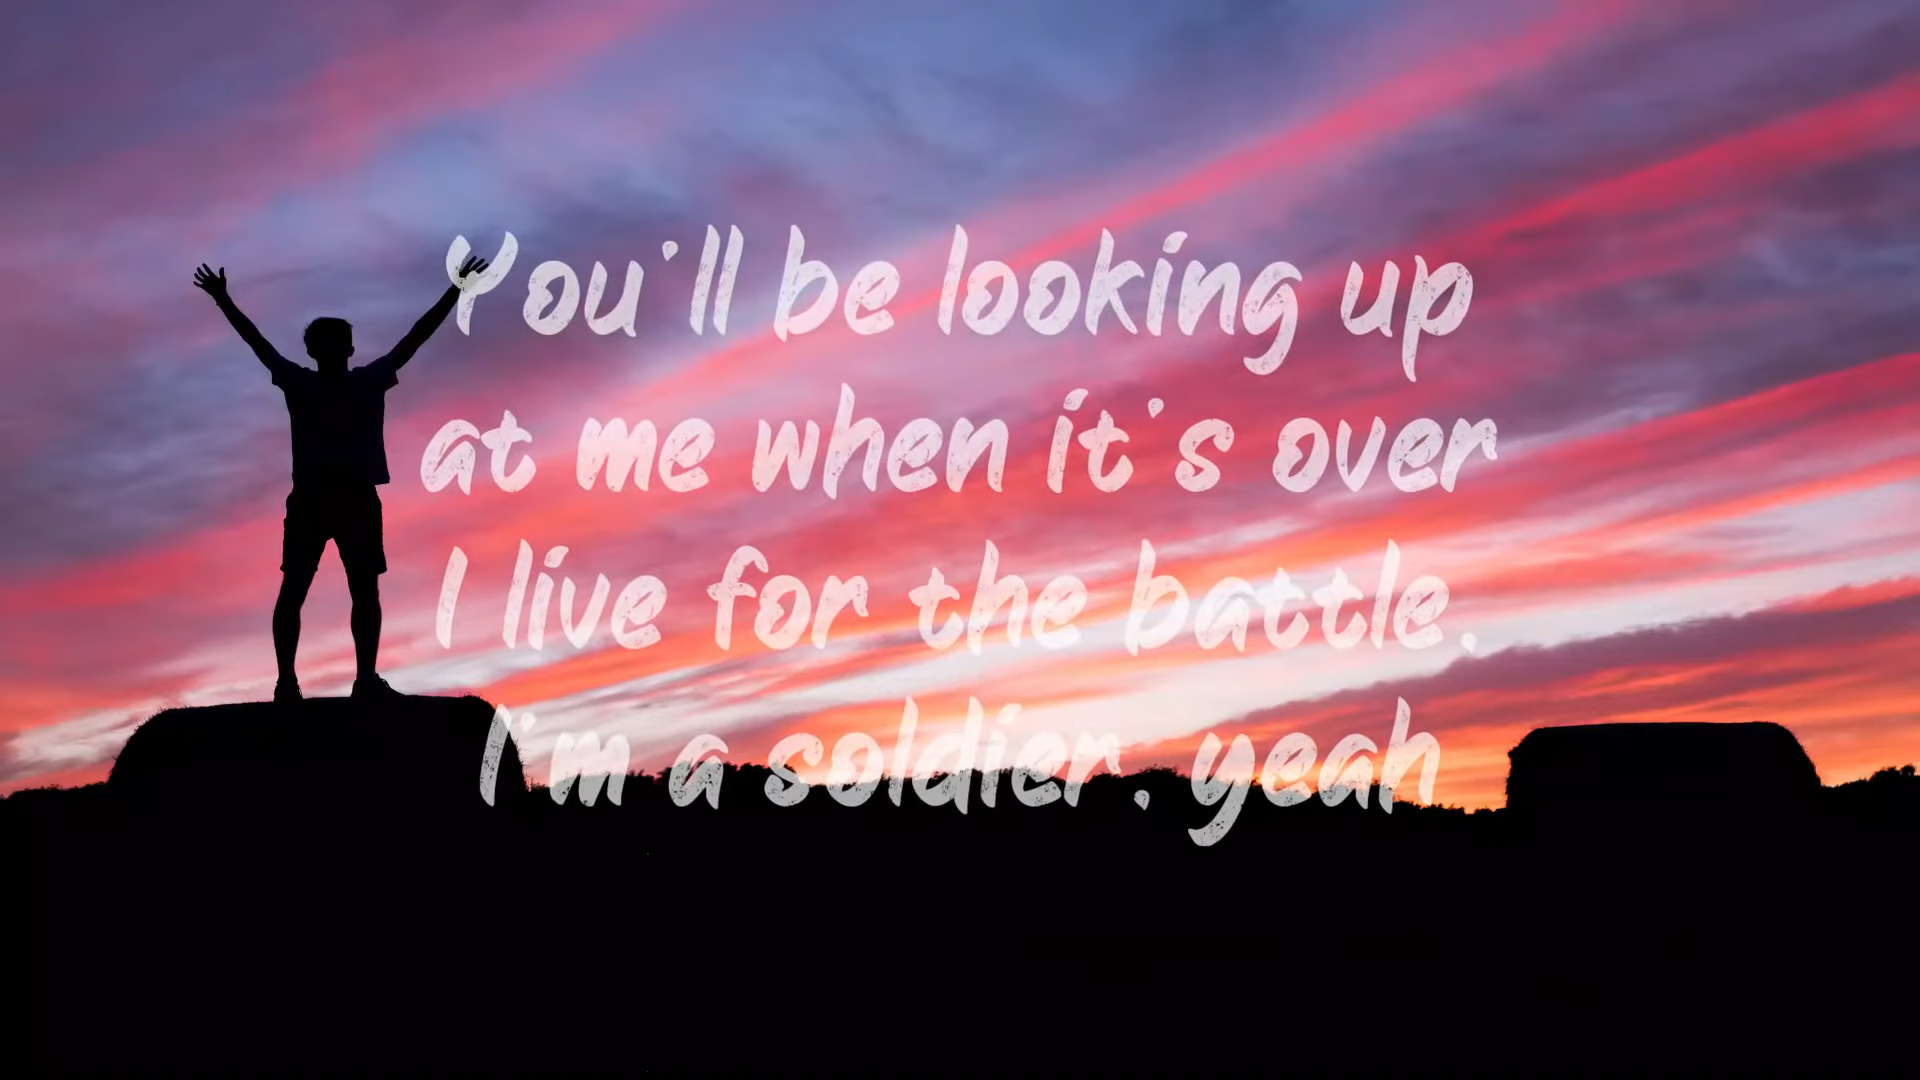 You'll be looking up
at me when it's over
I live for the battle,
I'm a soldier, yeah